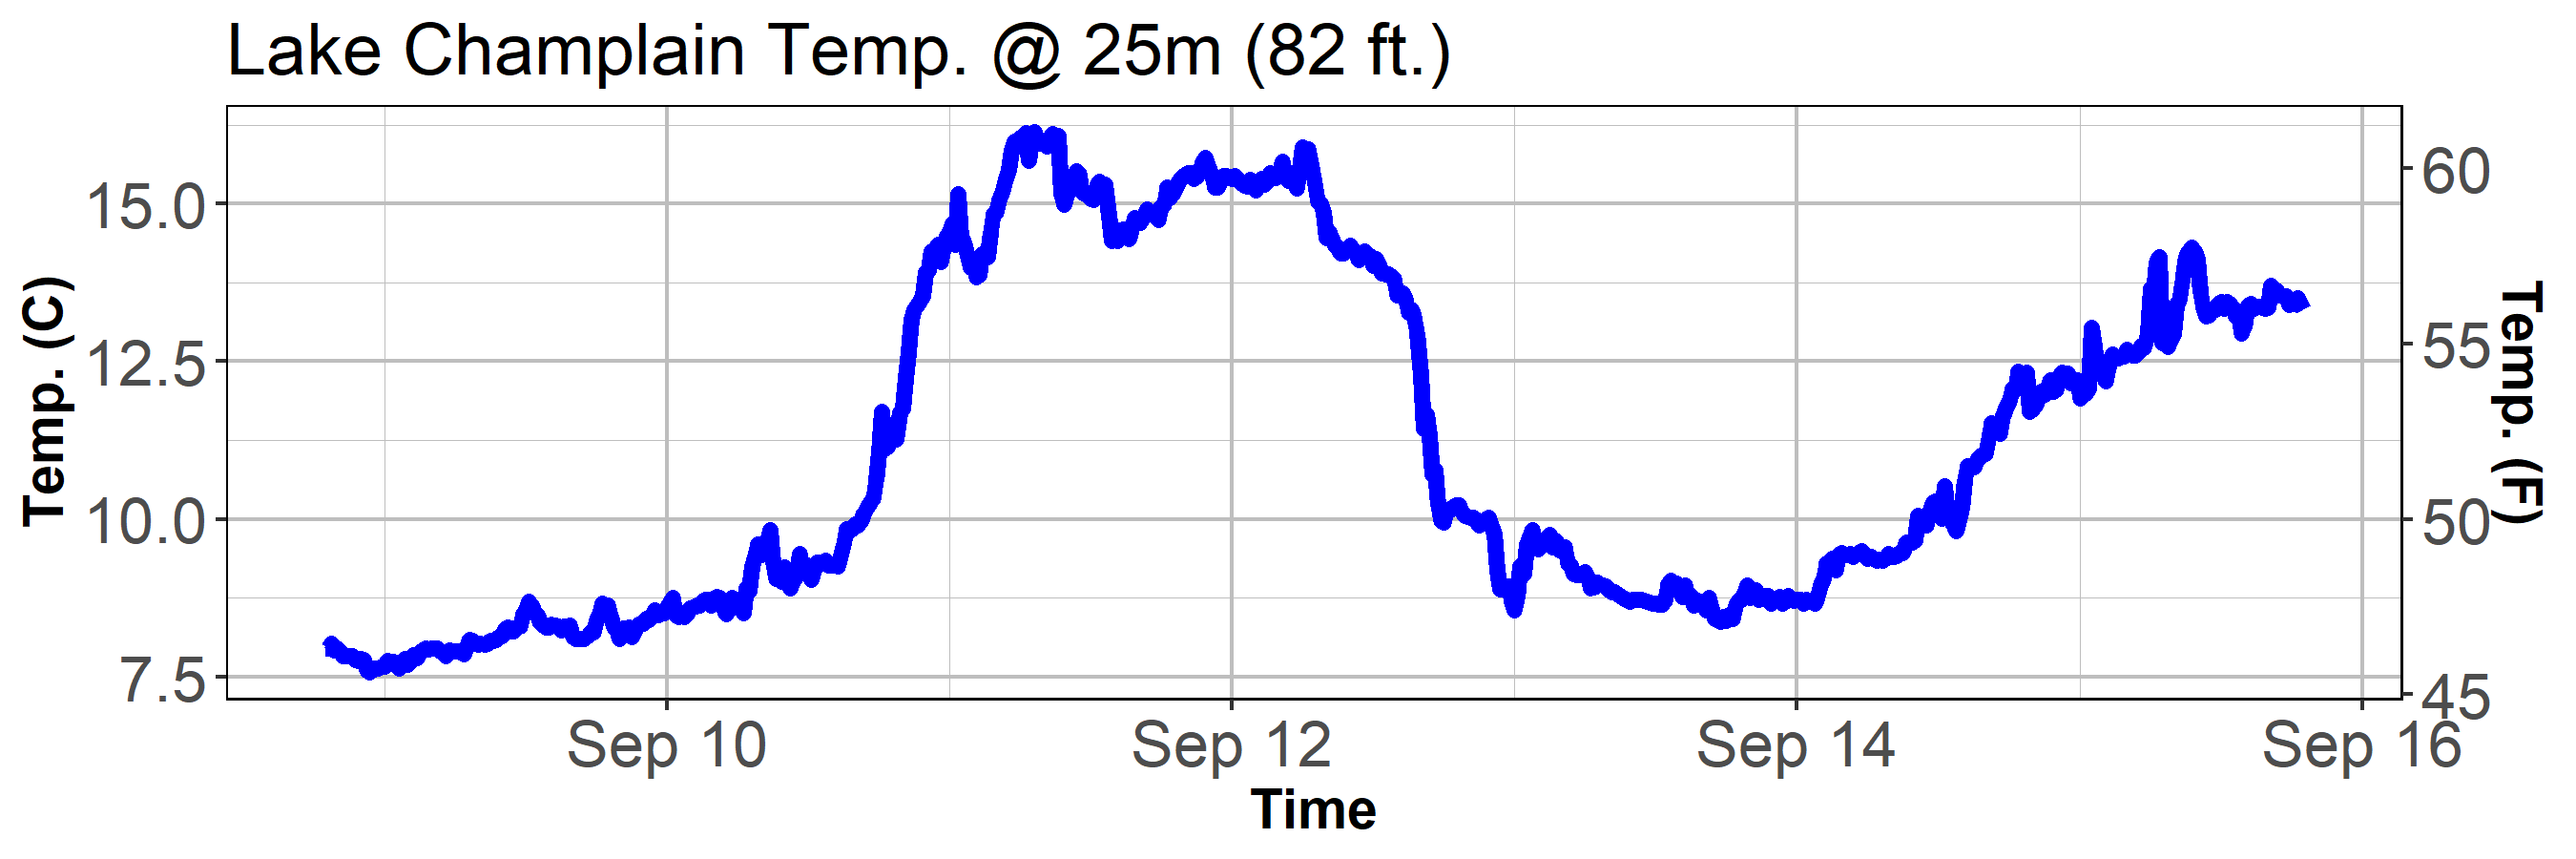 Lake Champlain Temp. @ 25m (82 ft.)
Temp. (C)
15.0
12.5
10.0
7.5
60
55
50
45
Temp. (F)
Sep 10
Sep 12
Sep 14
Sep 16
Time